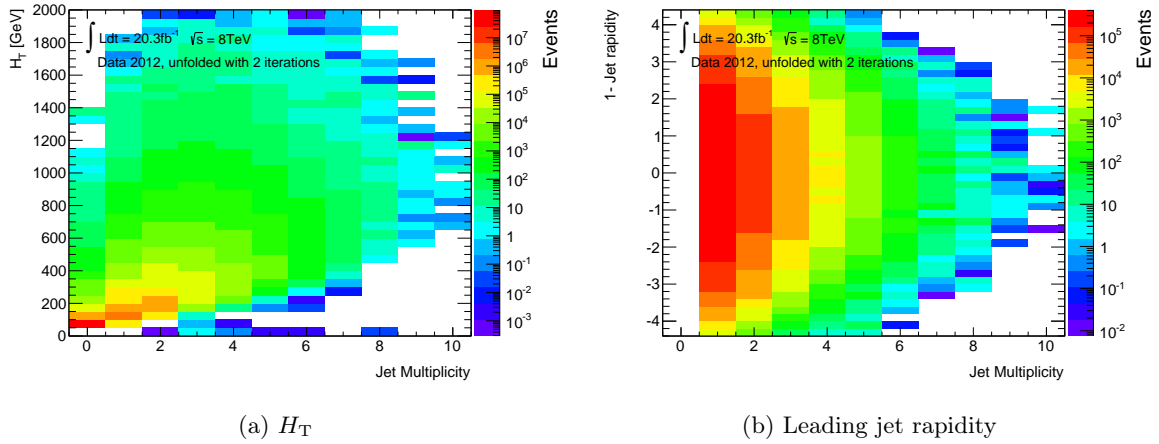 H_T [GeV]
2000
1800
1600
1400
1200
1000
800
600
400
200
0
∫ Ldt = 20.3fb⁻¹ √s = 8TeV
Data 2012, unfolded with 2 iterations
0 2 4 6 8 10
Jet Multiplicity
Events
10⁷
10⁶
10⁵
10⁴
10³
10²
10
1
10⁻¹
10⁻²
10⁻³
(a) H_T
1- Jet rapidity
4
3
2
1
0
-1
-2
-3
-4
∫ Ldt = 20.3fb⁻¹ √s = 8TeV
Data 2012, unfolded with 2 iterations
0 2 4 6 8 10
Jet Multiplicity
Events
10⁵
10⁴
10³
10²
10
1
10⁻¹
10⁻²
(b) Leading jet rapidity